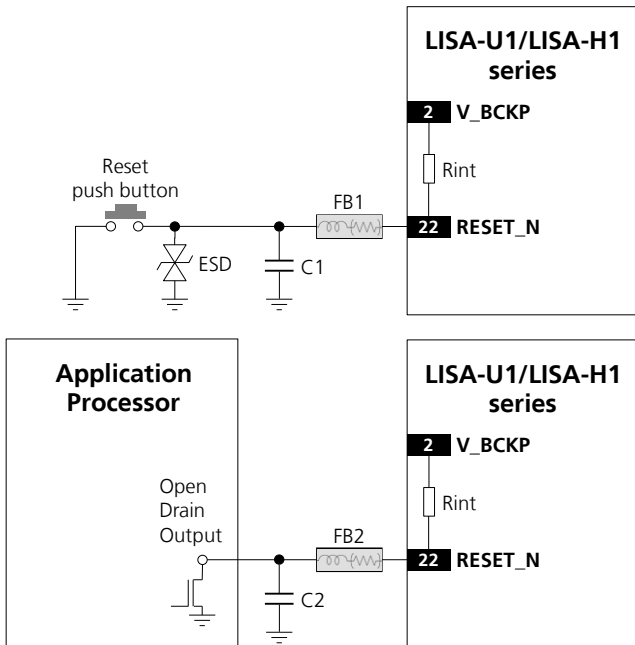 LISA-U1/LISA-H1
series
2 V_BCKP
Reset
push button
Rint
FB1
22 RESET_N
ESD
C1
Application
Processor
LISA-U1/LISA-H1
series
2 V_BCKP
Open
Drain
Output
Rint
FB2
22 RESET_N
C2